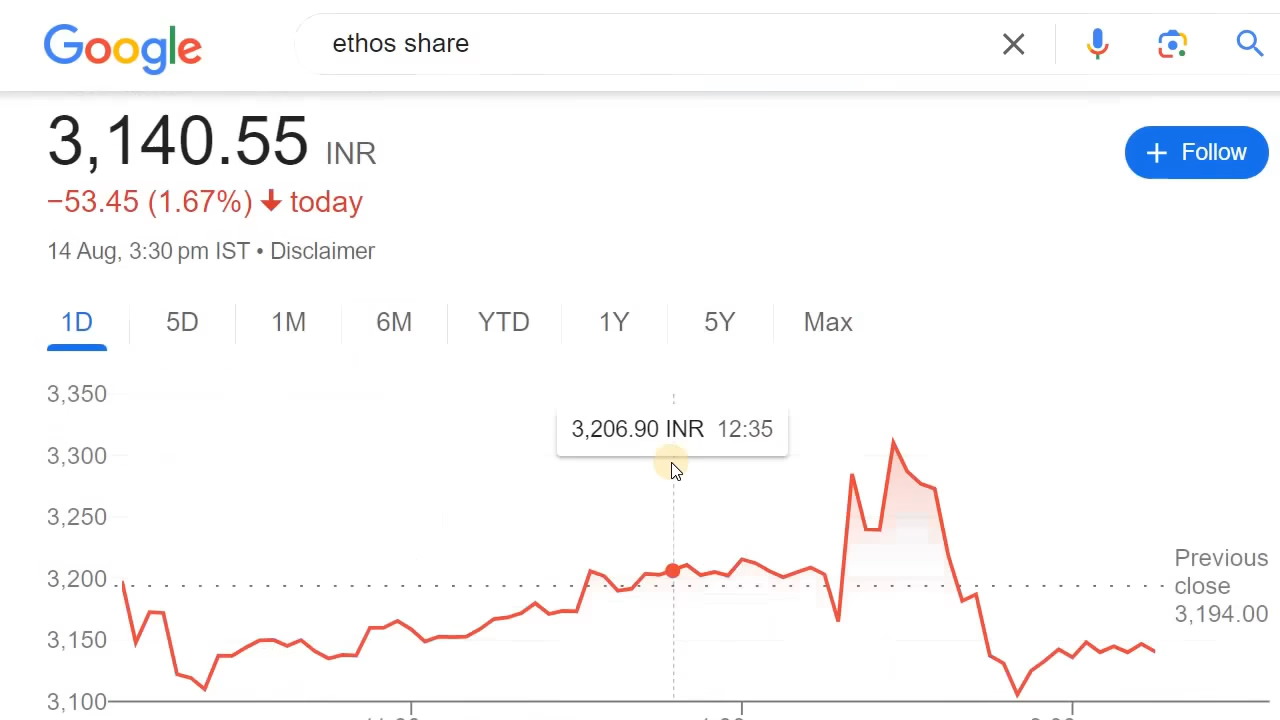 Google
ethos share
3,140.55 INR
+ Follow
−53.45 (1.67%) today
14 Aug, 3:30 pm IST • Disclaimer
1D 5D 1M 6M YTD 1Y 5Y Max
3,350
3,206.90 INR 12:35
3,300
3,250
3,200
Previous
close
3,194.00
3,150
3,100